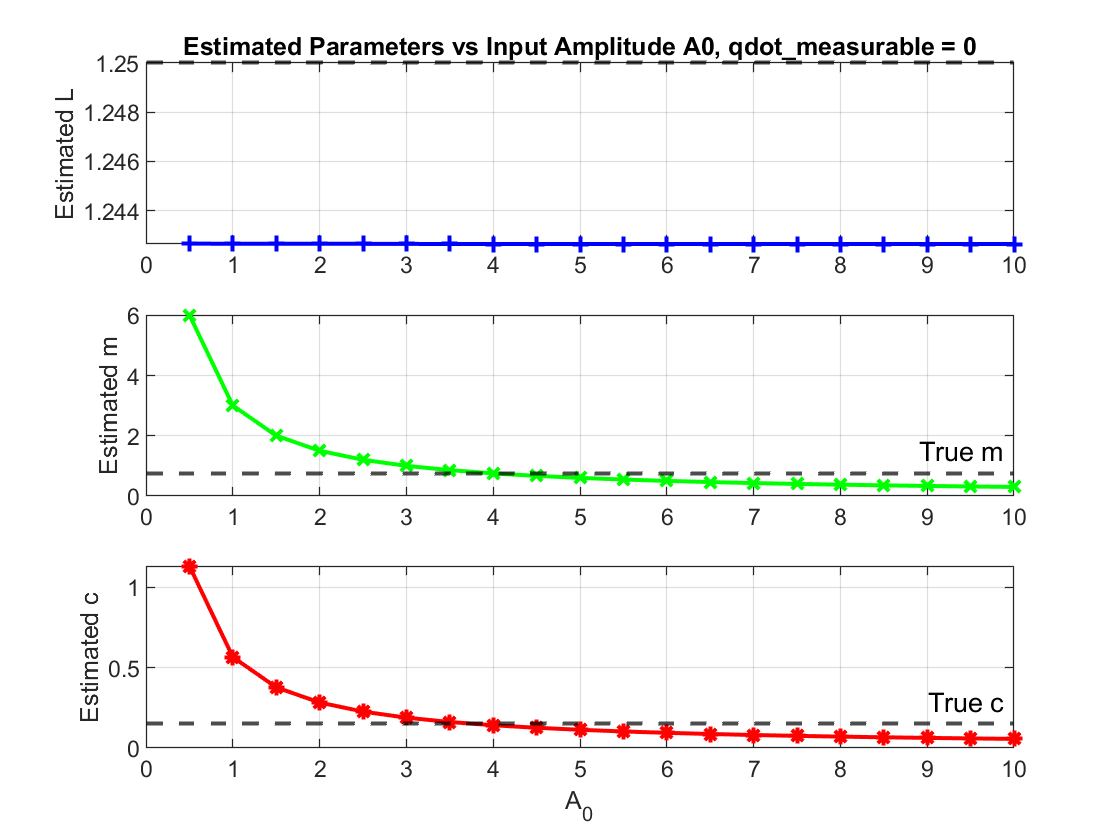 Estimated Parameters vs Input Amplitude A0, qdot_measurable = 0
Estimated L
1.25
1.248
1.246
1.244
0 1 2 3 4 5 6 7 8 9 10
Estimated m
6
4
2
0
True m
0 1 2 3 4 5 6 7 8 9 10
Estimated c
1
0.5
0
True c
0 1 2 3 4 5 6 7 8 9 10
A₀